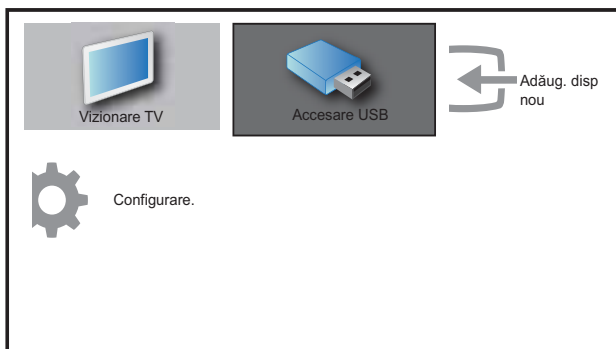 Vizionare TV
Accesare USB
Adăug. disp
nou
Configurare.